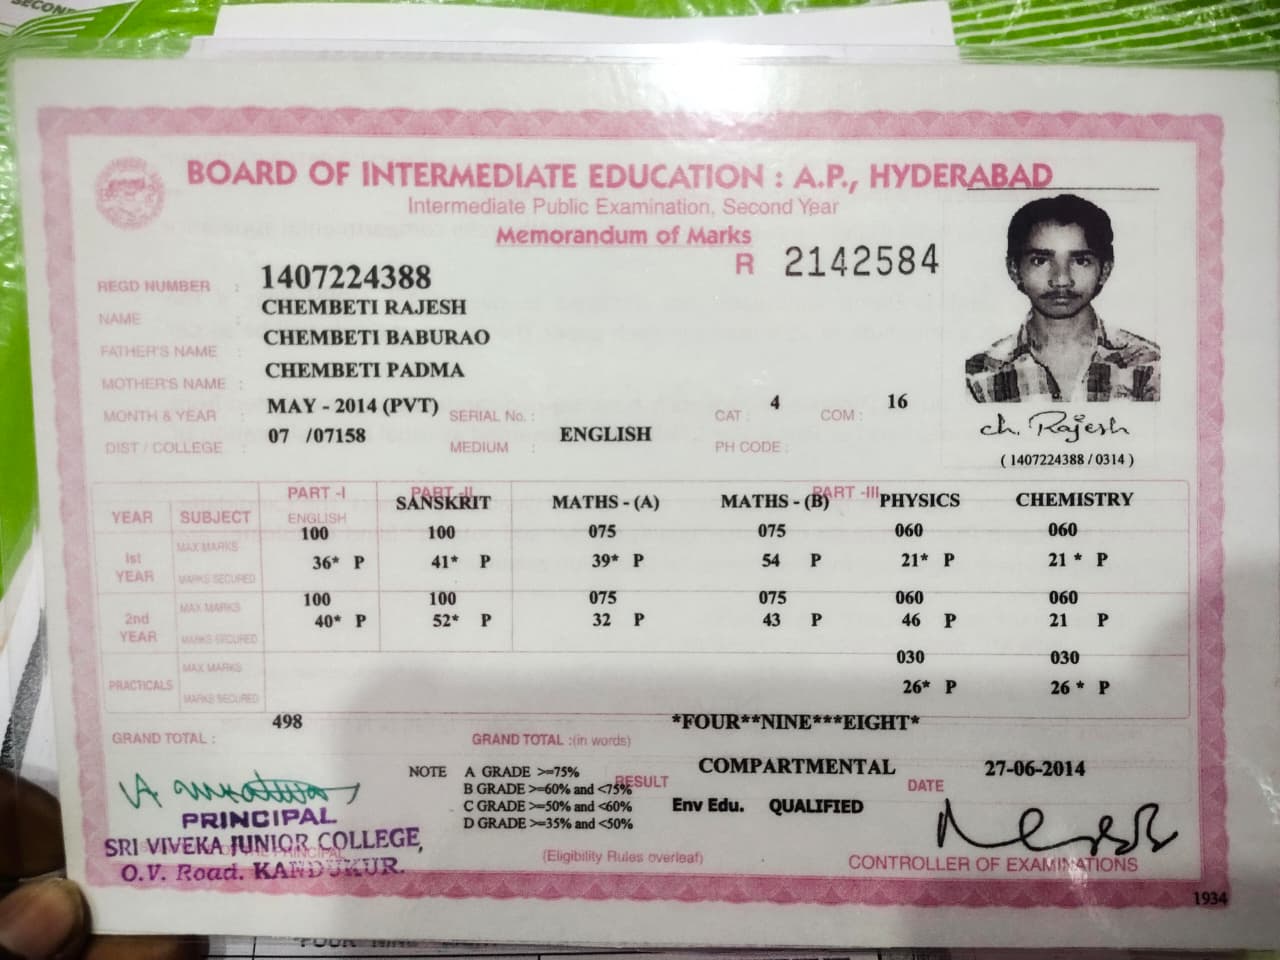 SECOND
BOARD OF INTERMEDIATE EDUCATION : A.P., HYDERABAD
Intermediate Public Examination, Second Year
Memorandum of Marks
R 2142584
REGD NUMBER : 1407224388
NAME : CHEMBETI RAJESH
FATHER'S NAME : CHEMBETI BABURAO
MOTHER'S NAME : CHEMBETI PADMA
MONTH & YEAR : MAY - 2014 (PVT) SERIAL No. : CAT : 4 COM : 16
DIST / COLLEGE : 07 /07158 MEDIUM : ENGLISH PH CODE :
ch. Rajesh
( 1407224388 / 0314 )
PART -I PART -II PART -III
YEAR SUBJECT ENGLISH SANSKRIT MATHS - (A) MATHS - (B) PHYSICS CHEMISTRY
Ist YEAR MAX MARKS 100 100 075 075 060 060
MARKS SECURED 36* P 41* P 39* P 54 P 21* P 21 * P
2nd YEAR MAX MARKS 100 100 075 075 060 060
MARKS SECURED 40* P 52* P 32 P 43 P 46 P 21 P
PRACTICALS MAX MARKS 030 030
MARKS SECURED 26* P 26 * P
GRAND TOTAL : 498 GRAND TOTAL :(in words) *FOUR**NINE***EIGHT*
NOTE A GRADE >=75%
B GRADE >=60% and <75%
C GRADE >=50% and <60%
D GRADE >=35% and <50%
RESULT COMPARTMENTAL DATE 27-06-2014
Env Edu. QUALIFIED
PRINCIPAL
SRI VIVEKA JUNIOR COLLEGE,
O.V. Road. KANDUKUR.
(Eligibility Rules overleaf)
CONTROLLER OF EXAMINATIONS
1934